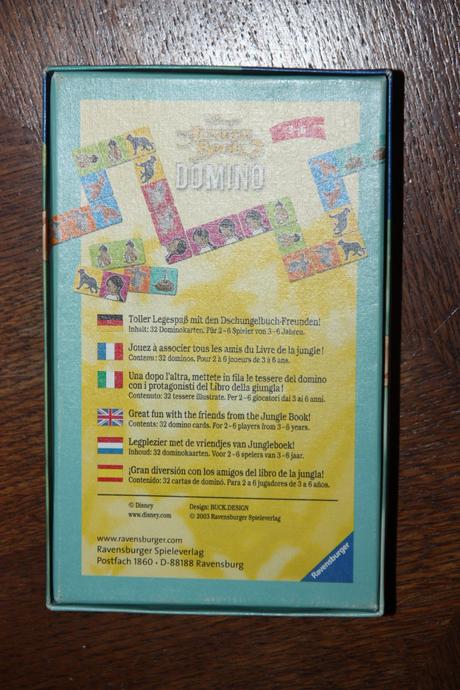 Disney's
Jungle
Book 2
DOMINO
3-6
Toller Legespaß mit den Dschungelbuch-Freunden!
Inhalt: 32 Dominokarten. Für 2-6 Spieler von 3-6 Jahren.
Jouez à associer tous les amis du Livre de la jungle!
Contenu: 32 dominos. Pour 2 à 6 joueurs de 3 à 6 ans.
Una dopo l'altra, mettete in fila le tessere del domino
con i protagonisti del Libro della giungla!
Contenuto: 32 tessere illustrate. Per 2-6 giocatori dai 3 ai 6 anni.
Great fun with the friends from the Jungle Book!
Contents: 32 domino cards. For 2-6 players from 3-6 years.
Legplezier met de vriendjes van Jungleboek!
Inhoud: 32 dominokaarten. Voor 2-6 spelers van 3-6 jaar.
¡Gran diversión con los amigos del libro de la jungla!
Contenido: 32 cartas de dominó. Para 2 a 6 jugadores de 3 a 6 años.
© Disney Design: BUCK.DESIGN
www.disney.com © 2003 Ravensburger Spieleverlag
www.ravensburger.com
Ravensburger Spieleverlag
Postfach 1860 • D-88188 Ravensburg
Ravensburger